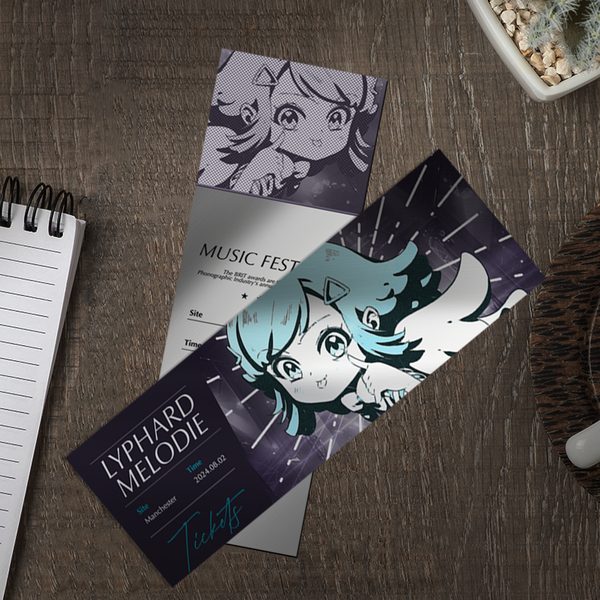 MUSIC FEST
The BRIT awards are
Phonographic Industry's annu
★
Site
Time
LYPHARD
MELODIE
Site
Time
Manchester
2024.08.02
Tickets